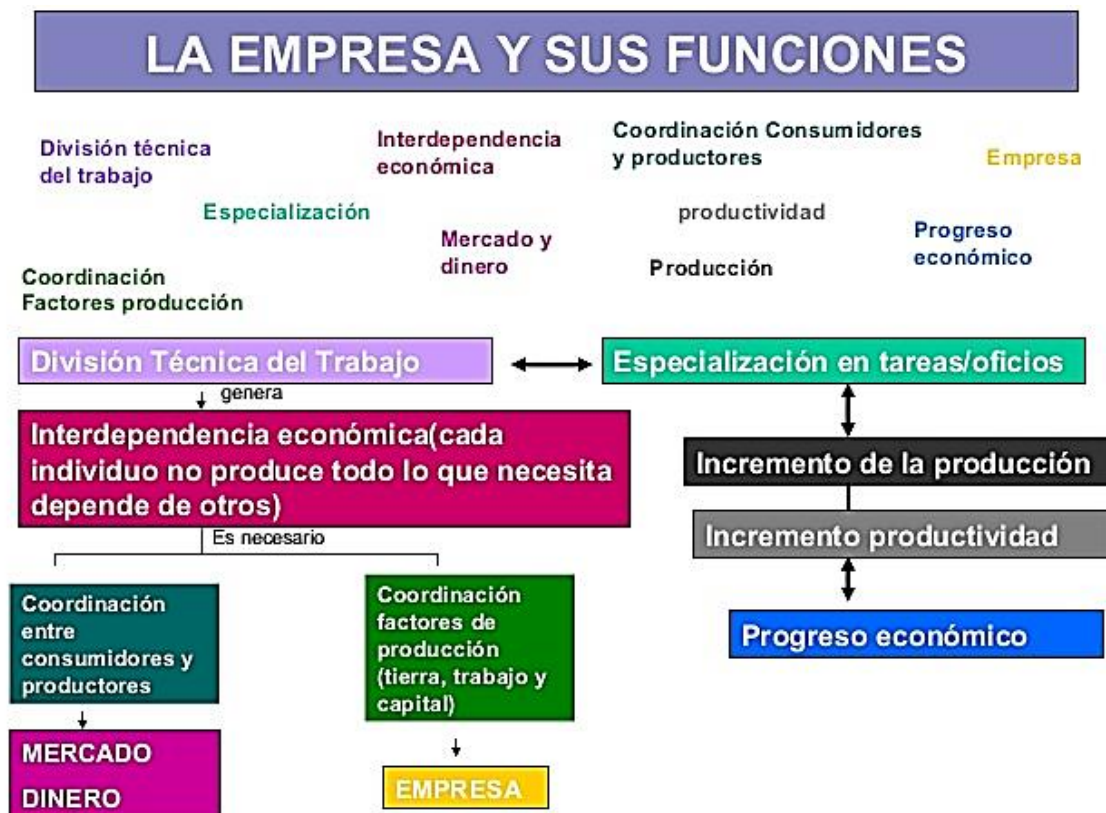 LA EMPRESA Y SUS FUNCIONES
División técnica
del trabajo
Interdependencia
económica
Coordinación Consumidores
y productores
Empresa
Especialización
productividad
Mercado y
dinero
Progreso
económico
Producción
Coordinación
Factores producción
División Técnica del Trabajo
Especialización en tareas/oficios
genera
Interdependencia económica(cada
individuo no produce todo lo que necesita
depende de otros)
Incremento de la producción
Incremento productividad
Es necesario
Coordinación
entre
consumidores y
productores
Coordinación
factores de
producción
(tierra, trabajo y
capital)
Progreso económico
MERCADO
DINERO
EMPRESA